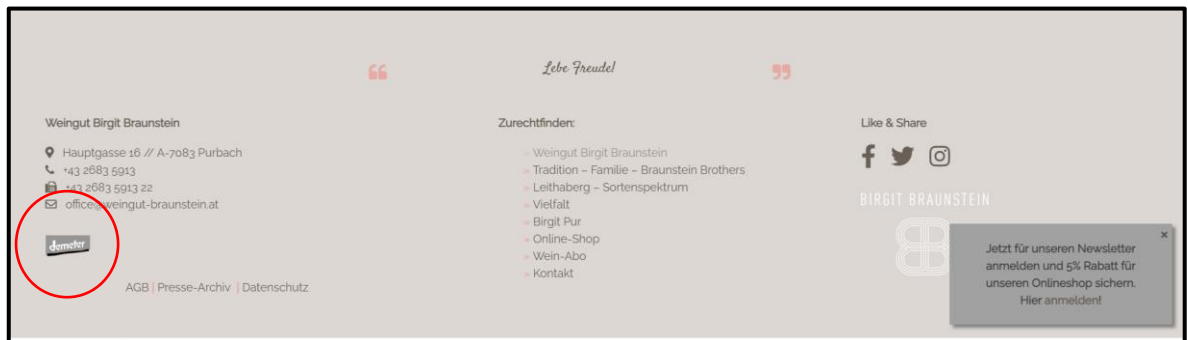 Lebe Freude!
Weingut Birgit Braunstein
Hauptgasse 16 // A-7083 Purbach
+43 2683 5913
+43 2683 5913 22
office@weingut-braunstein.at
demeter
AGB | Presse-Archiv | Datenschutz
Zurechtfinden:
» Weingut Birgit Braunstein
» Tradition – Familie – Braunstein Brothers
» Leithaberg – Sortenspektrum
» Vielfalt
» Birgit Pur
» Online-Shop
» Wein-Abo
» Kontakt
Like & Share
BIRGIT BRAUNSTEIN
Jetzt für unseren Newsletter
anmelden und 5% Rabatt für
unseren Onlineshop sichern.
Hier anmelden!